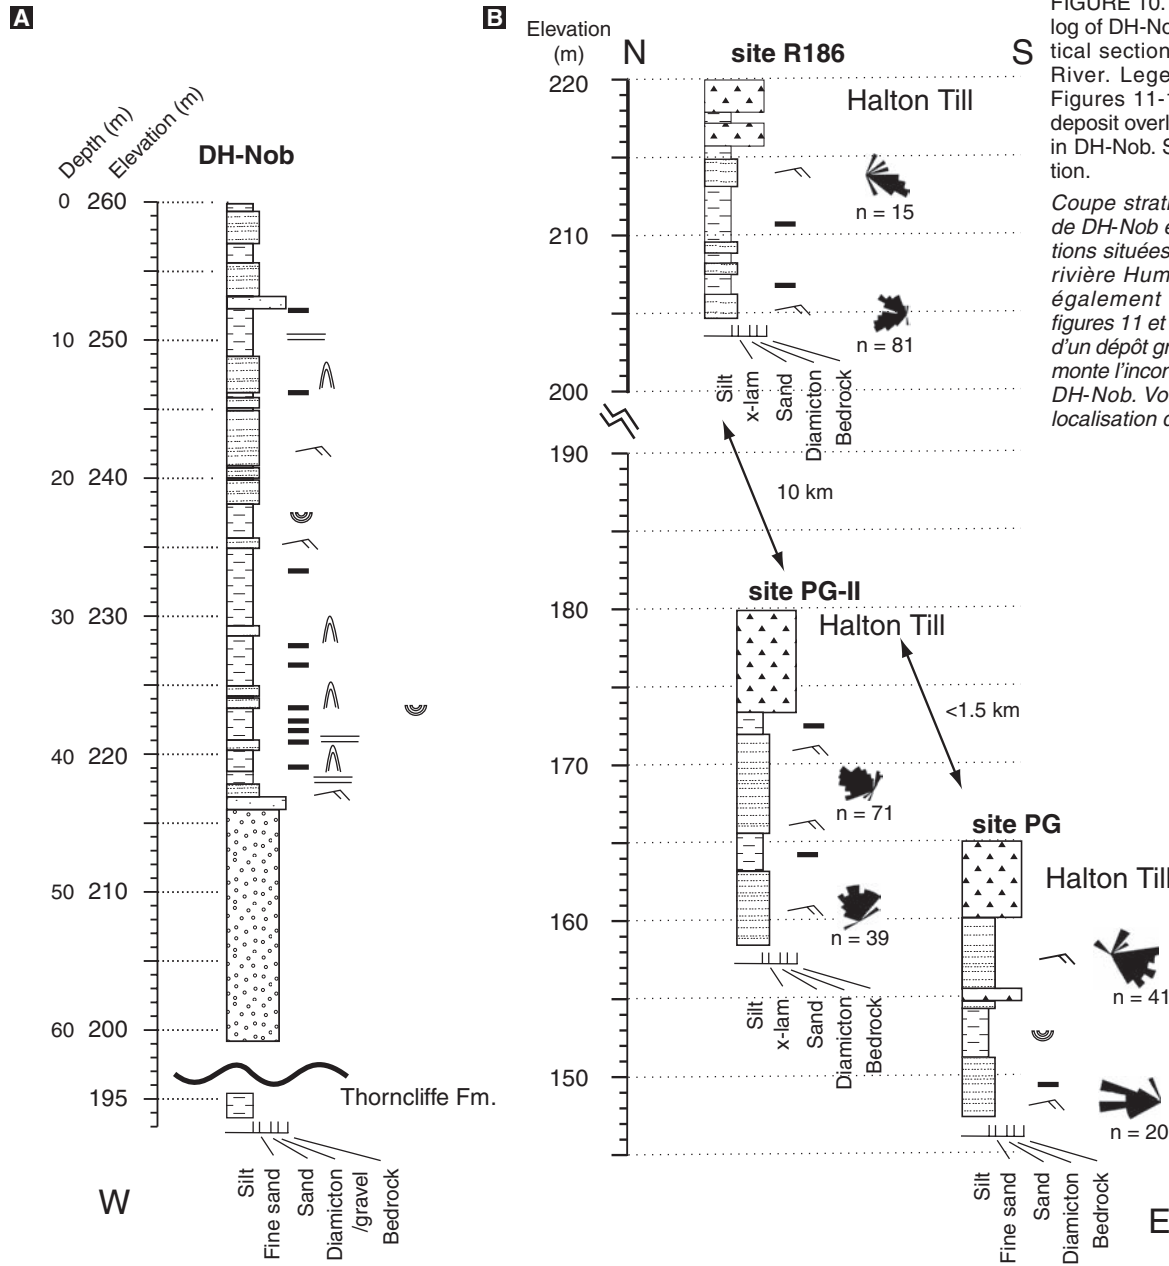 A
Depth (m)
Elevation (m)
DH-Nob
0 260
10 250
20 240
30 230
40 220
50 210
60 200
195
Thorncliffe Fm.
Silt
Fine sand
Sand
Diamicton
/gravel
Bedrock
W
B
Elevation
(m)
N
site R186
S
220
210
200
190
180
170
160
150
Halton Till
n = 15
n = 81
Silt
x-lam
Sand
Diamicton
Bedrock
10 km
site PG-II
Halton Till
<1.5 km
n = 71
n = 39
Silt
x-lam
Sand
Diamicton
Bedrock
site PG
Halton Till
n = 41
n = 20
Silt
Fine sand
Sand
Diamicton
Bedrock
E
FIGURE 10.
log of DH-No
tical section
River. Lege
Figures 11-1
deposit overl
in DH-Nob. S
tion.
Coupe strati
de DH-Nob e
tions situées
rivière Hum
également
figures 11 et
d'un dépôt gr
monte l'incor
DH-Nob. Vo
localisation d